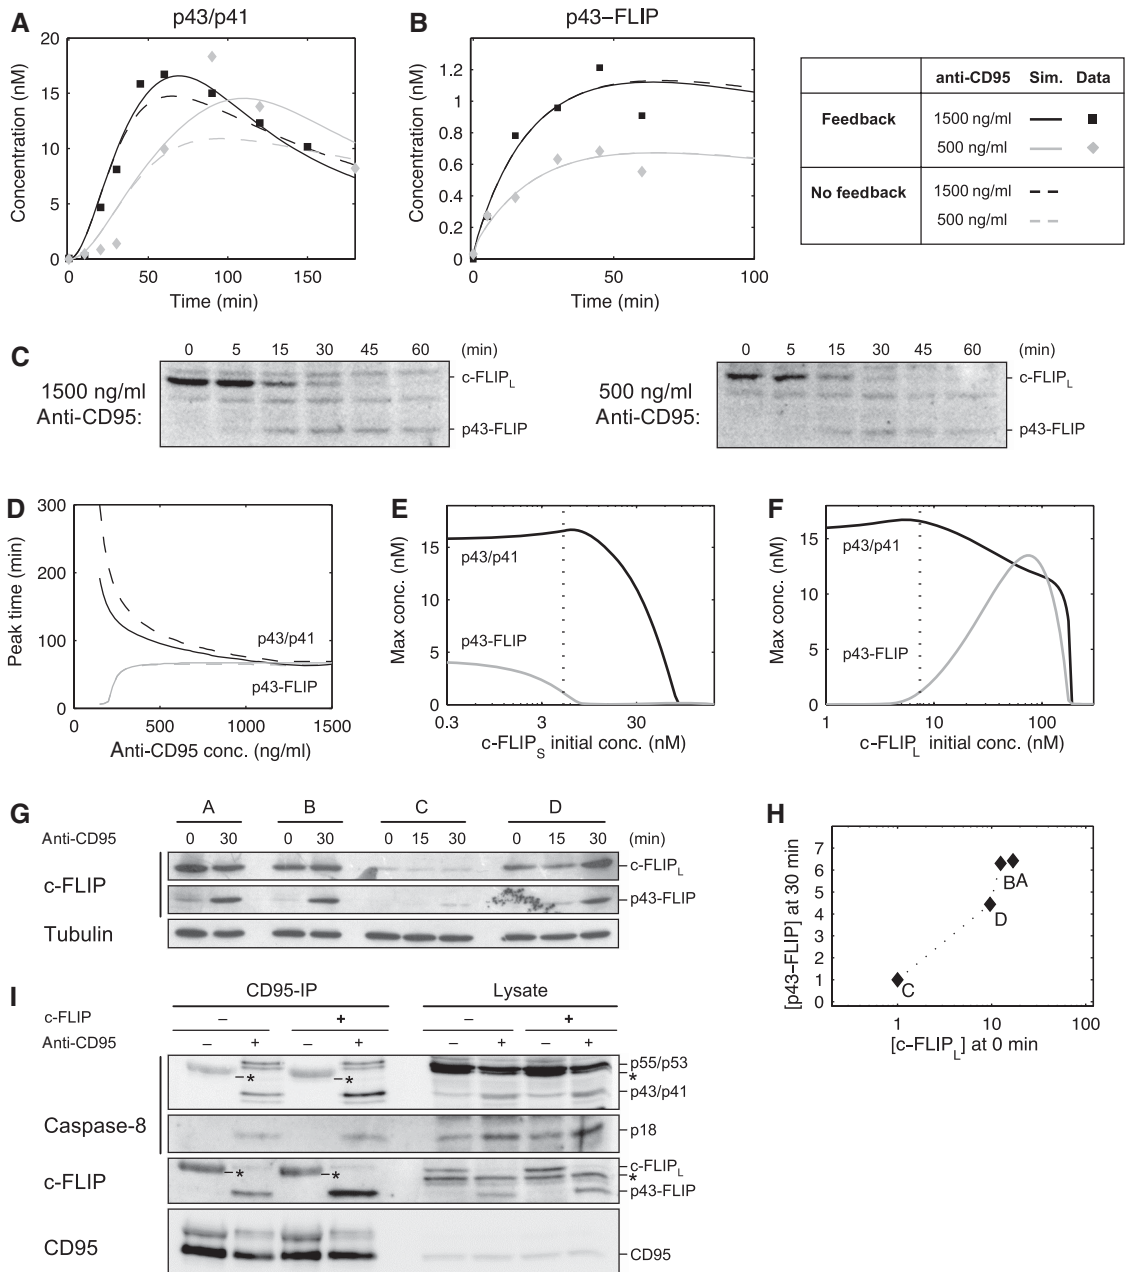 A p43/p41
Concentration (nM)
20
15
10
5
0
0 50 100 150
Time (min)
B p43–FLIP
Concentration (nM)
1.2
1
0.8
0.6
0.4
0.2
0
0 50 100
Time (min)
anti-CD95 Sim. Data
Feedback 1500 ng/ml
500 ng/ml
No feedback 1500 ng/ml
500 ng/ml
C
0 5 15 30 45 60 (min)
1500 ng/ml
Anti-CD95:
c-FLIPL
p43-FLIP
0 5 15 30 45 60 (min)
500 ng/ml
Anti-CD95:
c-FLIPL
p43-FLIP
D
Peak time (min)
300
200
100
0
p43/p41
p43-FLIP
0 500 1000 1500
Anti-CD95 conc. (ng/ml)
E
Max conc. (nM)
15
10
5
0
p43/p41
p43-FLIP
0.3 3 30
c-FLIPS initial conc. (nM)
F
Max conc. (nM)
15
10
5
0
p43/p41
p43-FLIP
1 10 100
c-FLIPL initial conc. (nM)
G
A B C D
Anti-CD95 0 30 0 30 0 15 30 0 15 30 (min)
c-FLIP
c-FLIPL
p43-FLIP
Tubulin
H
[p43–FLIP] at 30 min
7
6
5
4
3
2
1
0
B A
D
C
1 10 100
[c–FLIPL] at 0 min
I
CD95-IP Lysate
c-FLIP – + – +
Anti-CD95 – + – + – + – +
Caspase-8
–* –*
p55/p53
*
p43/p41
p18
c-FLIP
–* –*
c-FLIPL
*
p43-FLIP
CD95
CD95